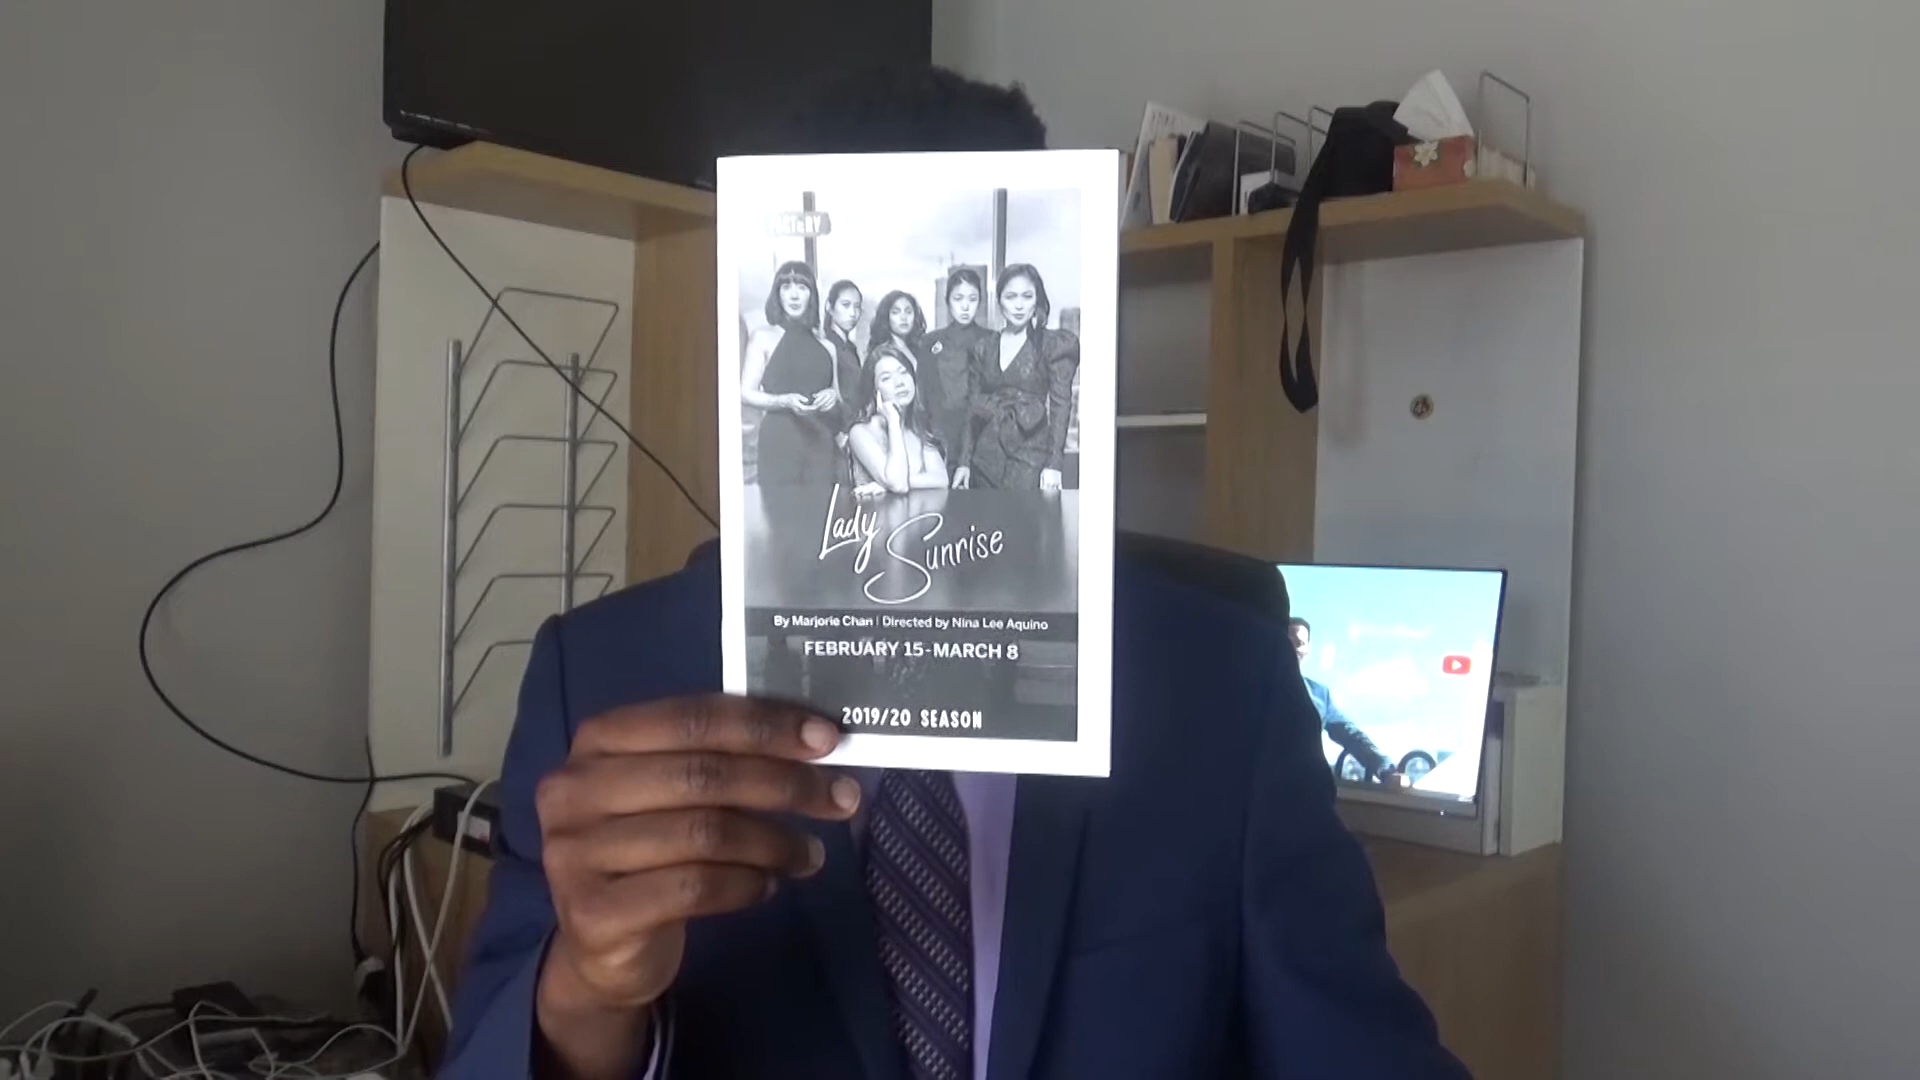 Lady
Sunrise
By Marjorie Chan | Directed by Nina Lee Aquino
FEBRUARY 15-MARCH 8
2019/20 SEASON